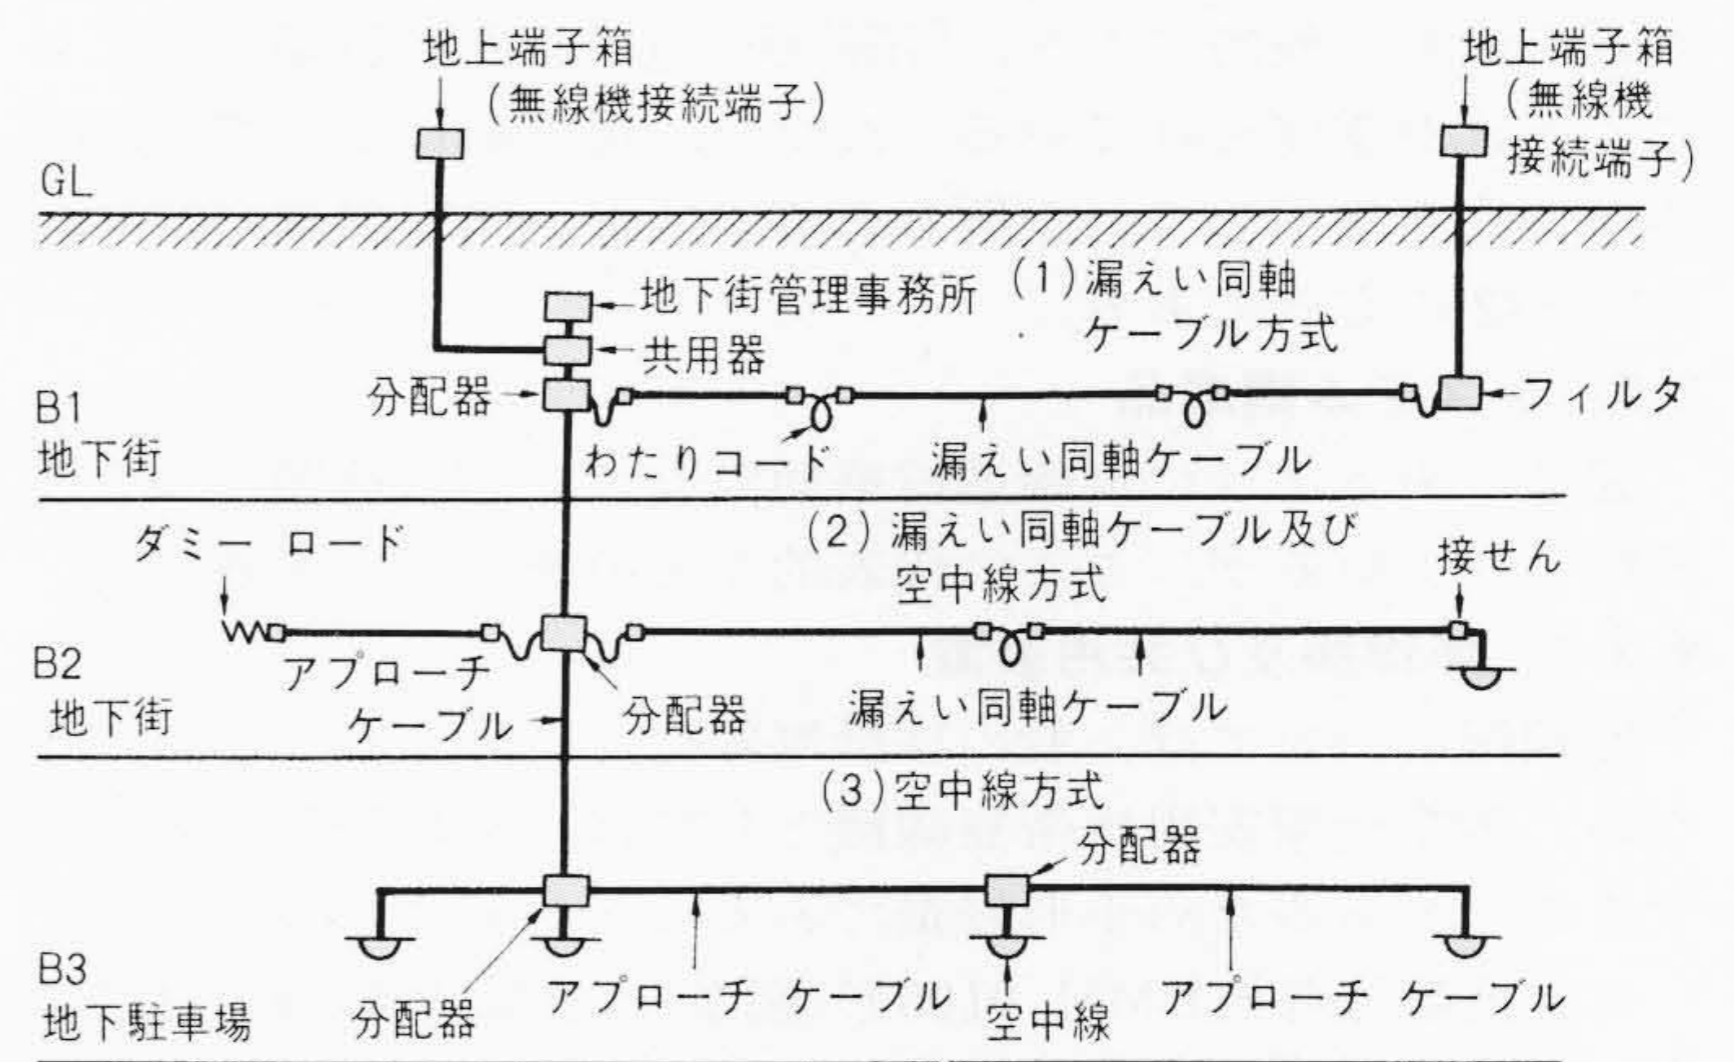 地上端子箱
(無線機接続端子)
地上端子箱
(無線機
接続端子)
GL
地下街管理事務所
(1)漏えい同軸
ケーブル方式
共用器
分配器
フィルタ
B1
地下街
わたりコード
漏えい同軸ケーブル
ダミー ロード
(2)漏えい同軸ケーブル及び
空中線方式
接せん
B2
地下街
アプローチ
ケーブル
分配器
漏えい同軸ケーブル
(3)空中線方式
分配器
B3
地下駐車場
分配器
アプローチ ケーブル
空中線
アプローチ ケーブル